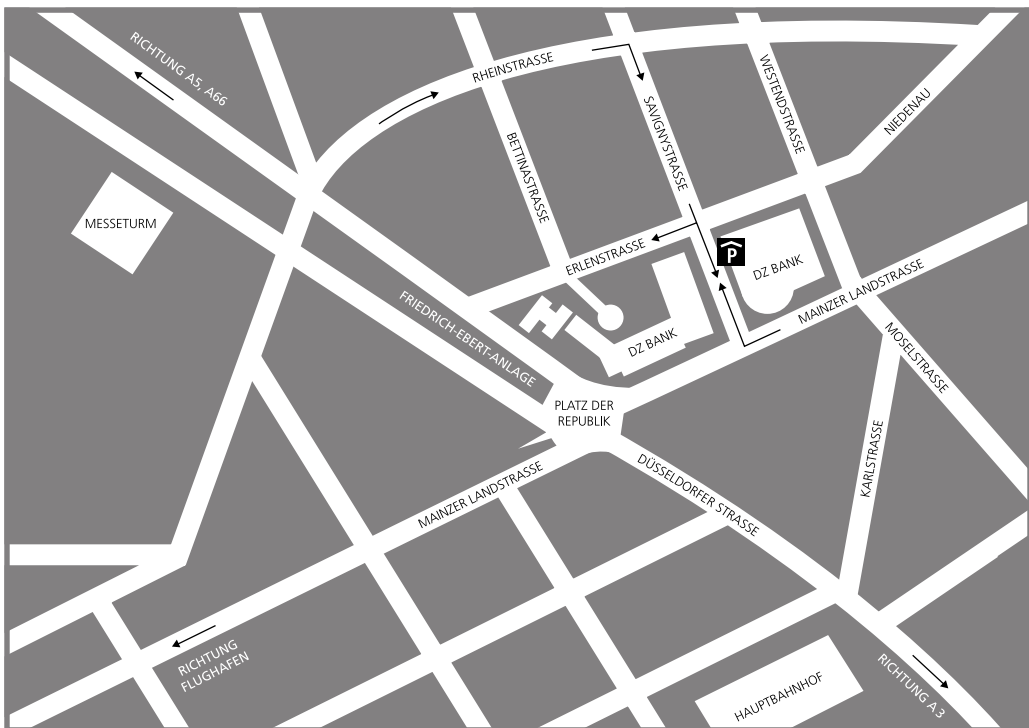 RICHTUNG A5, A66
RHEINSTRASSE
WESTENDSTRASSE
SAVIGNYSTRASSE
NIEDENAU
BETTINASTRASSE
MESSETURM
ERLENSTRASSE
P
DZ BANK
MAINZER LANDSTRASSE
FRIEDRICH-EBERT-ANLAGE
DZ BANK
MOSELSTRASSE
PLATZ DER
REPUBLIK
KARLSTRASSE
MAINZER LANDSTRASSE
DÜSSELDORFER STRASSE
RICHTUNG
FLUGHAFEN
HAUPTBAHNHOF
RICHTUNG A3